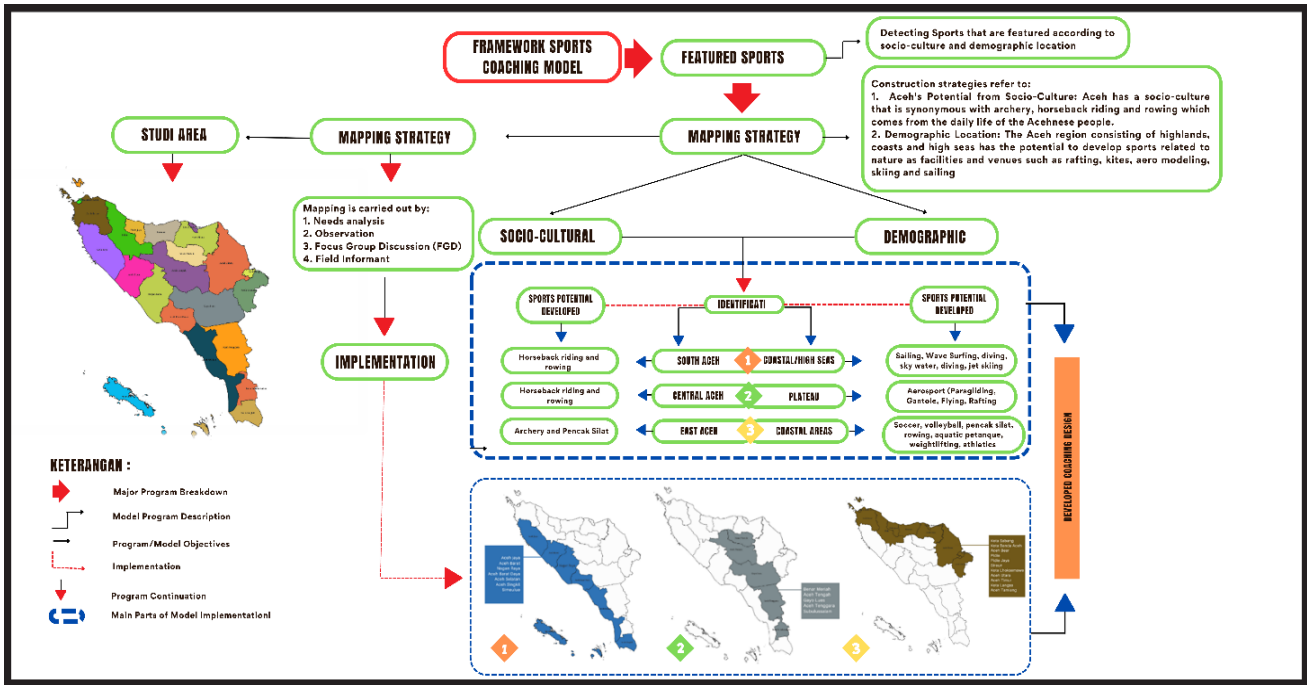 FRAMEWORK SPORTS
COACHING MODEL
FEATURED SPORTS
Detecting Sports that are featured according to
socio-culture and demographic location
Construction strategies refer to:
1. Aceh's Potential from Socio-Culture: Aceh has a socio-culture
that is synonymous with archery, horseback riding and rowing which
comes from the daily life of the Acehnese people.
2. Demographic Location: The Aceh region consisting of highlands,
coasts and high seas has the potential to develop sports related to
nature as facilities and venues such as rafting, kites, aero modeling,
skiing and sailing
STUDI AREA
MAPPING STRATEGY
MAPPING STRATEGY
Mapping is carried out by:
1. Needs analysis
2. Observation
3. Focus Group Discussion (FGD)
4. Field Informant
SOCIO-CULTURAL
DEMOGRAPHIC
SPORTS POTENTIAL
DEVELOPED
IDENTIFICATI
SPORTS POTENTIAL
DEVELOPED
IMPLEMENTATION
Horseback riding and
rowing
SOUTH ACEH
1
COASTAL/HIGH SEAS
Sailing, Wave Surfing, diving,
sky water, diving, jet skiing
Horseback riding and
rowing
CENTRAL ACEH
2
PLATEAU
Aerosport (Paragliding,
Gantole, Flying, Rafting
Archery and Pencak Silat
EAST ACEH
3
COASTAL AREAS
Soccer, volleyball, pencak silat,
rowing, aquatic petanque,
weightlifting, athletics
DEVELOPED COACHING DESIGN
KETERANGAN :
Major Program Breakdown
Model Program Description
Program/Model Objectives
Implementation
Program Continuation
Main Parts of Model Implementationl
1
2
3